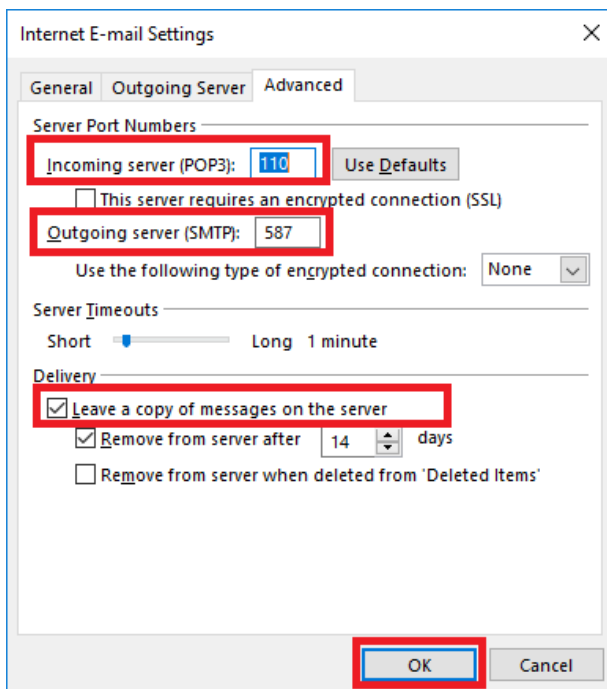 Internet E-mail Settings
General Outgoing Server Advanced
Server Port Numbers
Incoming server (POP3): 110 Use Defaults
This server requires an encrypted connection (SSL)
Outgoing server (SMTP): 587
Use the following type of encrypted connection: None
Server Timeouts
Short Long 1 minute
Delivery
Leave a copy of messages on the server
Remove from server after 14 days
Remove from server when deleted from 'Deleted Items'
OK Cancel